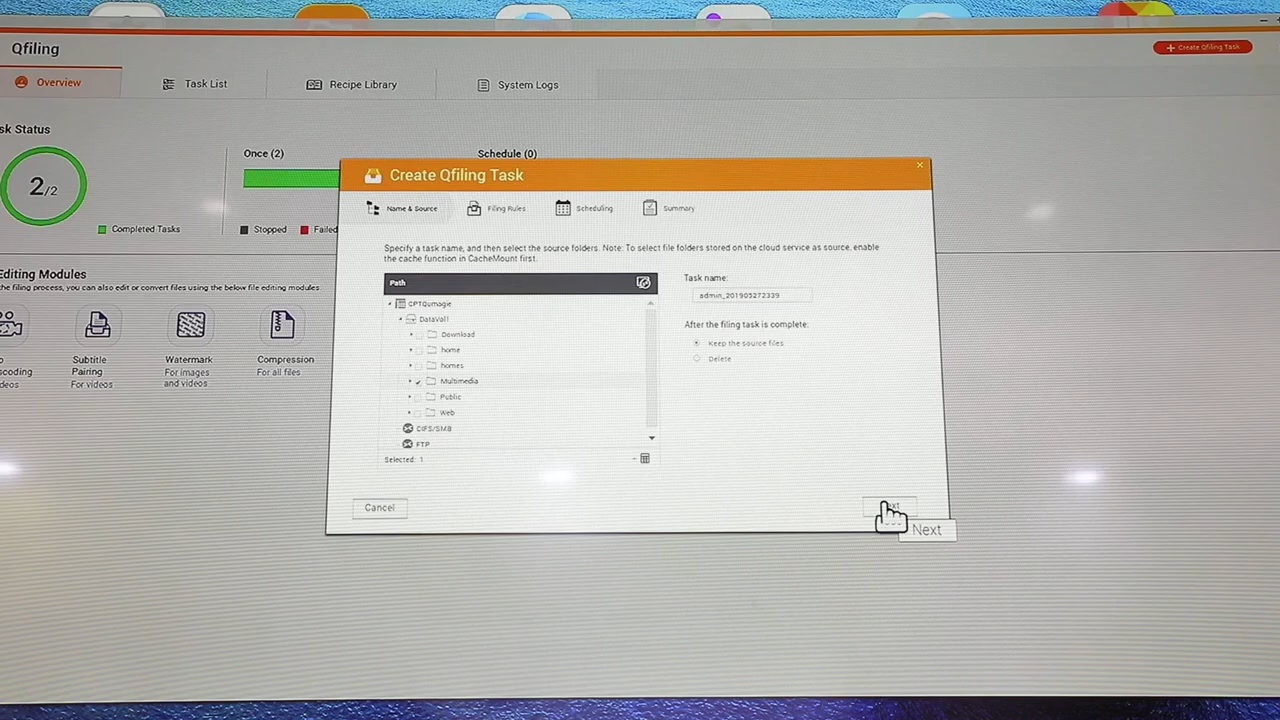 Qfiling
Create Qfiling Task
Overview
Task List
Recipe Library
System Logs
sk Status
Once (2)
Schedule (0)
2/2
Completed Tasks
Stopped
Failed
Create Qfiling Task
Name & Source
Filing Rules
Scheduling
Summary
Specify a task name, and then select the source folders. Note: To select file folders stored on the cloud service as source, enable
the cache function in CacheMount first.
Path
CPTQumagie
DataVol1
Download
home
homes
Multimedia
Public
Web
CIFS/SMB
FTP
Selected: 1
Task name:
admin_201905272339
After the filing task is complete:
Keep the source files
Delete
Cancel
Next
Editing Modules
the filing process, you can also edit or convert files using the below file editing modules:
o
scoding
deos
Subtitle
Pairing
For videos
Watermark
For images
and videos
Compression
For all files